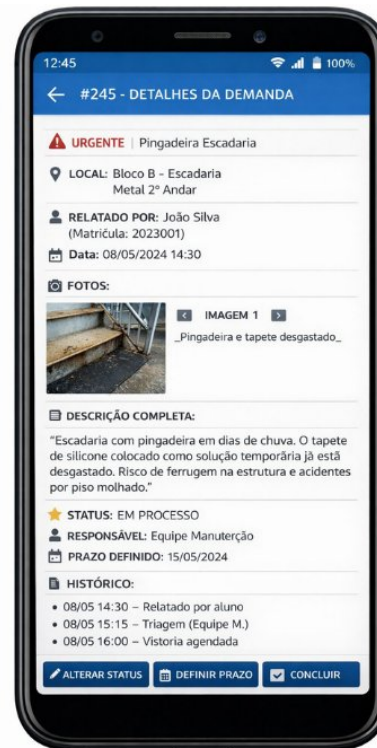 12:45 100%
← #245 - DETALHES DA DEMANDA
URGENTE | Pingadeira Escadaria
LOCAL: Bloco B - Escadaria
Metal 2º Andar
RELATADO POR: João Silva
(Matrícula: 2023001)
Data: 08/05/2024 14:30
FOTOS:
< IMAGEM 1 >
_Pingadeira e tapete desgastado_
DESCRIÇÃO COMPLETA:
“Escadaria com pingadeira em dias de chuva. O tapete
de silicone colocado como solução temporãria jã estã
desgastado. Risco de ferrugem na estrutura e acidentes
por piso molhado.”
STATUS: EM PROCESSO
RESPONSÁVEL: Equipe Manuterção
PRAZO DEFINIDO: 15/05/2024
HISTÓRICO:
• 08/05 14:30 – Relatado por aluno
• 08/05 15:15 – Triagem (Equipe M.)
• 08/05 16:00 – Vistoria agendada
ALTERAR STATUS DEFINIR PRAZO CONCLUIR